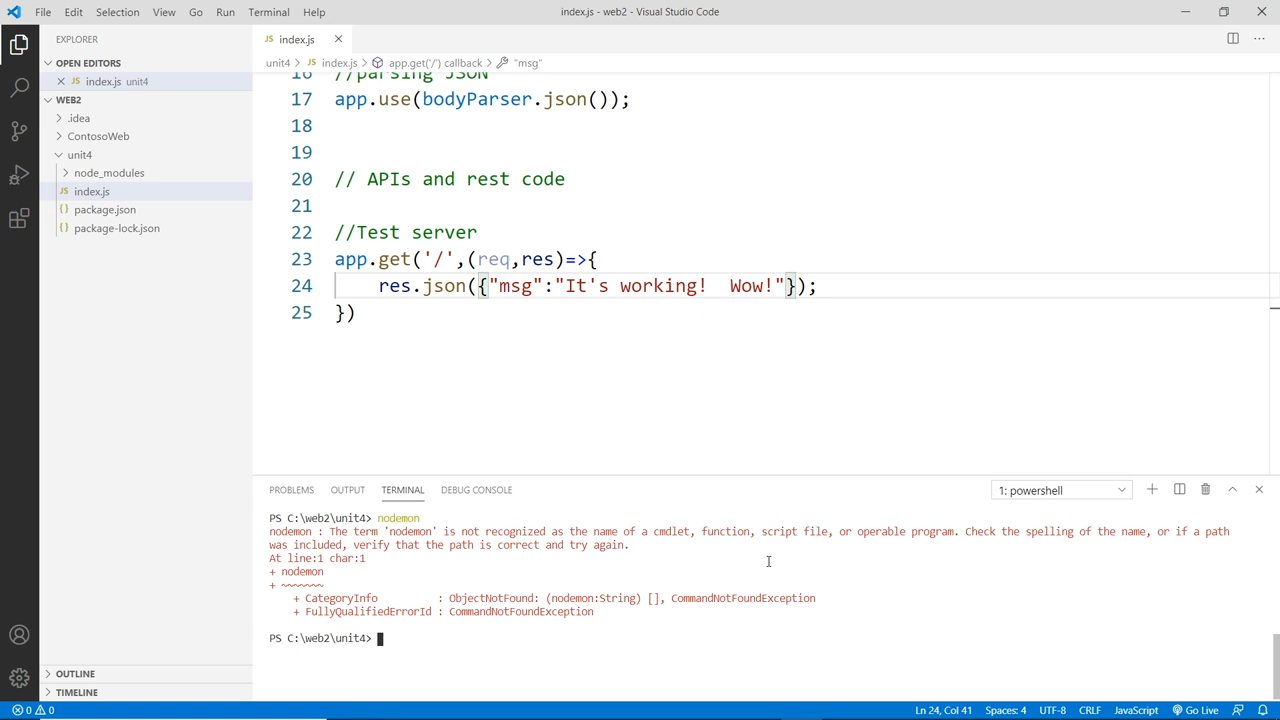 File Edit Selection View Go Run Terminal Help
index.js - web2 - Visual Studio Code
EXPLORER
OPEN EDITORS
index.js unit4
WEB2
.idea
ContosoWeb
unit4
node_modules
JS index.js
{} package.json
{} package-lock.json
OUTLINE
TIMELINE
JS index.js
unit4 > JS index.js > app.get('/') callback > "msg"
16 //parsing JSON
17 app.use(bodyParser.json());
18
19
20 // APIs and rest code
21
22 //Test server
23 app.get('/',(req,res)=>{
24 res.json({"msg":"It's working!  Wow!"});
25 })
PROBLEMS OUTPUT TERMINAL DEBUG CONSOLE
1: powershell
PS C:\web2\unit4> nodemon
nodemon : The term 'nodemon' is not recognized as the name of a cmdlet, function, script file, or operable program. Check the spelling of the name, or if a path
was included, verify that the path is correct and try again.
At line:1 char:1
+ nodemon
+ ~~~~~~~
+ CategoryInfo : ObjectNotFound: (nodemon:String) [], CommandNotFoundException
+ FullyQualifiedErrorId : CommandNotFoundException
PS C:\web2\unit4>
0 0
Ln 24, Col 41 Spaces: 4 UTF-8 CRLF JavaScript Go Live